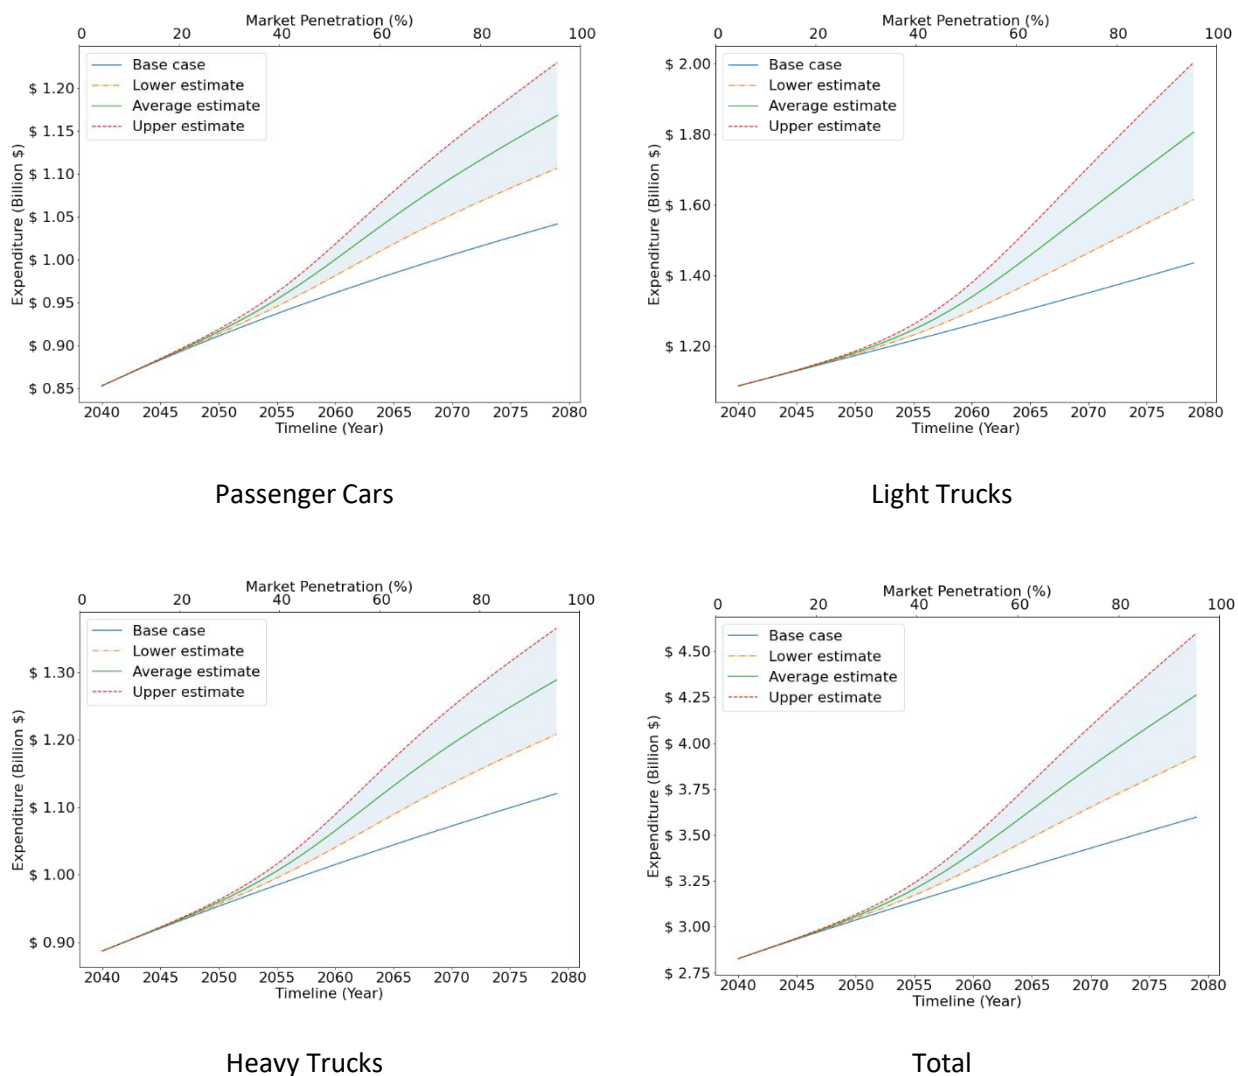 Market Penetration (%)
0 20 40 60 80 100
Base case
Lower estimate
Average estimate
Upper estimate
Expenditure (Billion $)
$ 1.20
$ 1.15
$ 1.10
$ 1.05
$ 1.00
$ 0.95
$ 0.90
$ 0.85
2040 2045 2050 2055 2060 2065 2070 2075 2080
Timeline (Year)
Passenger Cars
Market Penetration (%)
0 20 40 60 80 100
Base case
Lower estimate
Average estimate
Upper estimate
Expenditure (Billion $)
$ 2.00
$ 1.80
$ 1.60
$ 1.40
$ 1.20
2040 2045 2050 2055 2060 2065 2070 2075 2080
Timeline (Year)
Light Trucks
Market Penetration (%)
0 20 40 60 80 100
Base case
Lower estimate
Average estimate
Upper estimate
Expenditure (Billion $)
$ 1.30
$ 1.20
$ 1.10
$ 1.00
$ 0.90
2040 2045 2050 2055 2060 2065 2070 2075 2080
Timeline (Year)
Heavy Trucks
Market Penetration (%)
0 20 40 60 80 100
Base case
Lower estimate
Average estimate
Upper estimate
Expenditure (Billion $)
$ 4.50
$ 4.25
$ 4.00
$ 3.75
$ 3.50
$ 3.25
$ 3.00
$ 2.75
2040 2045 2050 2055 2060 2065 2070 2075 2080
Timeline (Year)
Total